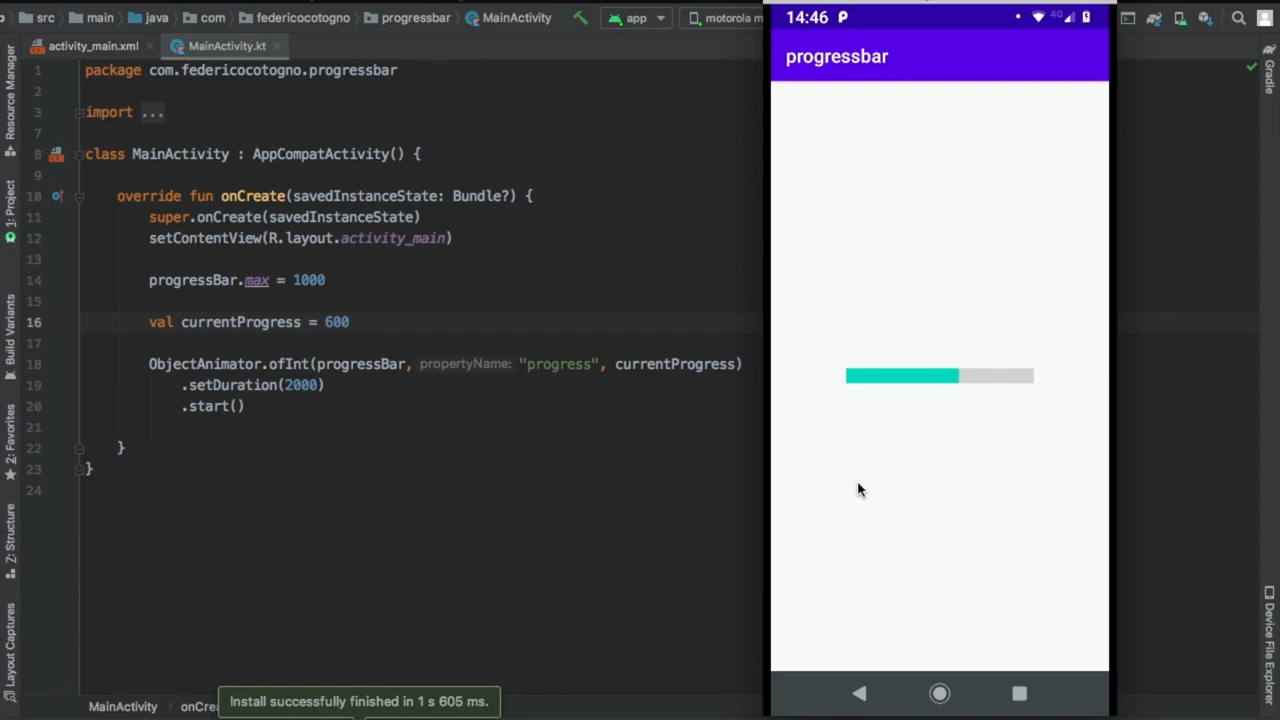 src main java com federicocotogno progressbar MainActivity app motorola m
activity_main.xml MainActivity.kt
1 package com.federicocotogno.progressbar
2
3 import ...
7
8 class MainActivity : AppCompatActivity() {
9
10 override fun onCreate(savedInstanceState: Bundle?) {
11 super.onCreate(savedInstanceState)
12 setContentView(R.layout.activity_main)
13
14 progressBar.max = 1000
15
16 val currentProgress = 600
17
18 ObjectAnimator.ofInt(progressBar, propertyName: "progress", currentProgress)
19 .setDuration(2000)
20 .start()
21
22 }
23 }
24
MainActivity onCrea
Install successfully finished in 1 s 605 ms.
Resource Manager
1: Project
Build Variants
2: Favorites
Z: Structure
Layout Captures
14:46
4G
progressbar
Gradle
Device File Explorer